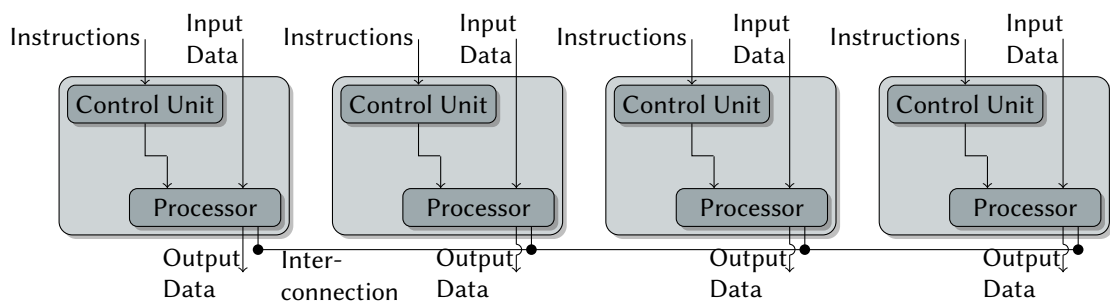 Instructions
Input
Data
Control Unit
Processor
Output
Data
Inter-
connection
Instructions
Input
Data
Control Unit
Processor
Output
Data
Instructions
Input
Data
Control Unit
Processor
Output
Data
Instructions
Input
Data
Control Unit
Processor
Output
Data